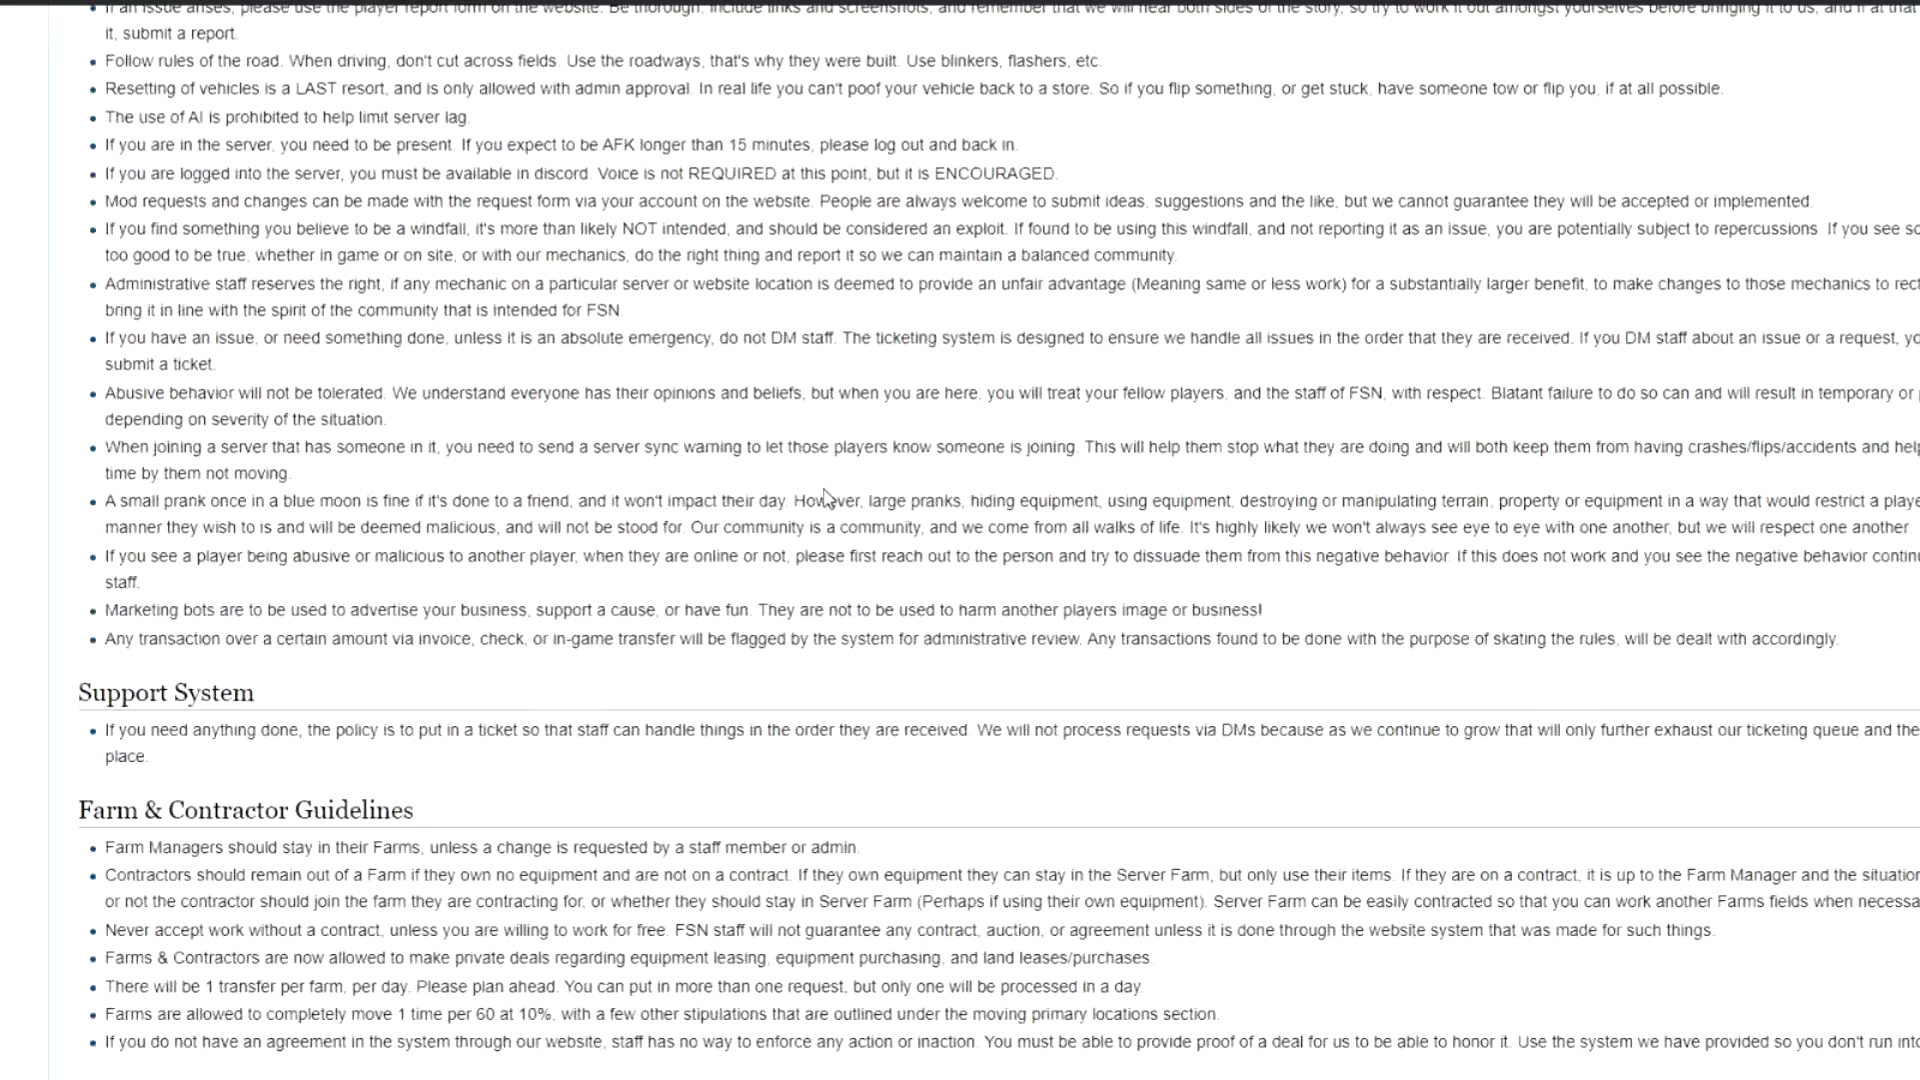 If an issue arises, please use the player report form on the website. Be thorough, include links and screenshots, and remember that we will hear both sides of the story, so try to work it out amongst yourselves before bringing it to us, and if at that
it, submit a report.
Follow rules of the road. When driving, don't cut across fields. Use the roadways, that's why they were built. Use blinkers, flashers, etc.
Resetting of vehicles is a LAST resort, and is only allowed with admin approval. In real life you can't poof your vehicle back to a store. So if you flip something, or get stuck, have someone tow or flip you, if at all possible.
The use of AI is prohibited to help limit server lag.
If you are in the server, you need to be present. If you expect to be AFK longer than 15 minutes, please log out and back in.
If you are logged into the server, you must be available in discord. Voice is not REQUIRED at this point, but it is ENCOURAGED.
Mod requests and changes can be made with the request form via your account on the website. People are always welcome to submit ideas, suggestions and the like, but we cannot guarantee they will be accepted or implemented.
If you find something you believe to be a windfall, it's more than likely NOT intended, and should be considered an exploit. If found to be using this windfall, and not reporting it as an issue, you are potentially subject to repercussions. If you see
too good to be true, whether in game or on site, or with our mechanics, do the right thing and report it so we can maintain a balanced community.
Administrative staff reserves the right, if any mechanic on a particular server or website location is deemed to provide an unfair advantage (Meaning same or less work) for a substantially larger benefit, to make changes to those mechanics to
bring it in line with the spirit of the community that is intended for FSN.
If you have an issue, or need something done, unless it is an absolute emergency, do not DM staff. The ticketing system is designed to ensure we handle all issues in the order that they are received. If you DM staff about an issue or a request,
submit a ticket.
Abusive behavior will not be tolerated. We understand everyone has their opinions and beliefs, but when you are here, you will treat your fellow players, and the staff of FSN, with respect. Blatant failure to do so can and will result in temporary or
depending on severity of the situation.
When joining a server that has someone in it, you need to send a server sync warning to let those players know someone is joining. This will help them stop what they are doing and will both keep them from having crashes/flips/accidents and
time by them not moving.
A small prank once in a blue moon is fine if it's done to a friend, and it won't impact their day. However, large pranks, hiding equipment, using equipment, destroying or manipulating terrain, property or equipment in a way that would restrict a
manner they wish to is and will be deemed malicious, and will not be stood for. Our community is a community, and we come from all walks of life. It's highly likely we won't always see eye to eye with one another, but we will respect one another
If you see a player being abusive or malicious to another player, when they are online or not, please first reach out to the person and try to dissuade them from this negative behavior. If this does not work and you see the negative behavior
staff.
Marketing bots are to be used to advertise your business, support a cause, or have fun. They are not to be used to harm another players image or business!
Any transaction over a certain amount via invoice, check, or in-game transfer will be flagged by the system for administrative review. Any transactions found to be done with the purpose of skating the rules, will be dealt with accordingly.
Support System
If you need anything done, the policy is to put in a ticket so that staff can handle things in the order they are received. We will not process requests via DMs because as we continue to grow that will only further exhaust our ticketing queue and the
place.
Farm & Contractor Guidelines
Farm Managers should stay in their Farms, unless a change is requested by a staff member or admin.
Contractors should remain out of a Farm if they own no equipment and are not on a contract. If they own equipment they can stay in the Server Farm, but only use their items. If they are on a contract, it is up to the Farm Manager and the
or not the contractor should join the farm they are contracting for, or whether they should stay in Server Farm (Perhaps if using their own equipment). Server Farm can be easily contracted so that you can work another Farms fields when
Never accept work without a contract, unless you are willing to work for free. FSN staff will not guarantee any contract, auction, or agreement unless it is done through the website system that was made for such things.
Farms & Contractors are now allowed to make private deals regarding equipment leasing, equipment purchasing, and land leases/purchases.
There will be 1 transfer per farm, per day. Please plan ahead. You can put in more than one request, but only one will be processed in a day.
Farms are allowed to completely move 1 time per 60 at 10%, with a few other stipulations that are outlined under the moving primary locations section.
If you do not have an agreement in the system through our website, staff has no way to enforce any action or inaction. You must be able to provide proof of a deal for us to be able to honor it. Use the system we have provided so you don't run